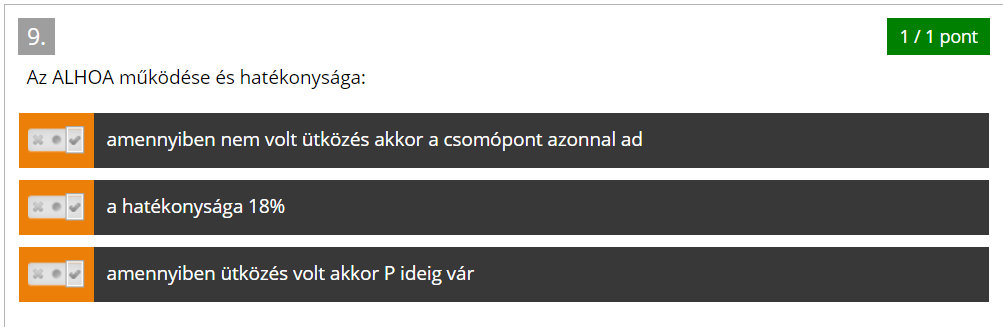 9.
1 / 1 pont
Az ALHOA működése és hatékonysága:
amennyiben nem volt ütközés akkor a csomópont azonnal ad
a hatékonysága 18%
amennyiben ütközés volt akkor P ideig vár